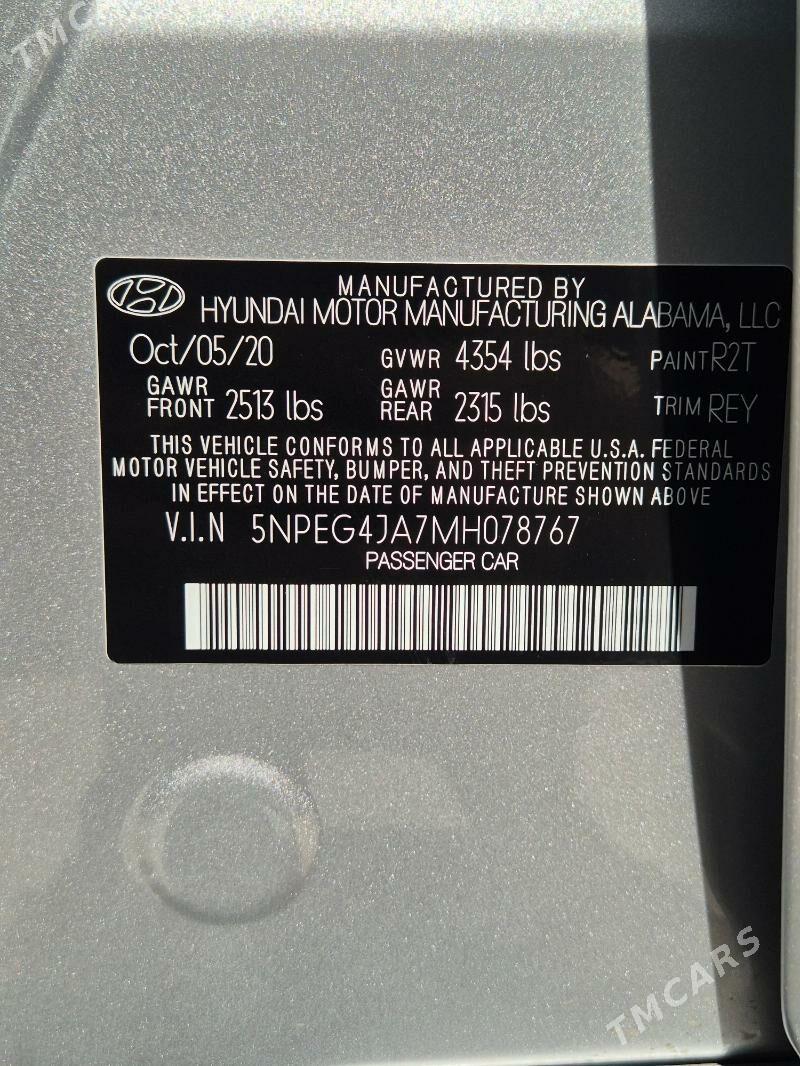 TMCARS
MANUFACTURED BY
HYUNDAI MOTOR MANUFACTURING ALABAMA, LLC
Oct/05/20 GVWR 4354 lbs PAINT R2T
GAWR FRONT 2513 lbs GAWR REAR 2315 lbs TRIM REY
THIS VEHICLE CONFORMS TO ALL APPLICABLE U.S.A. FEDERAL
MOTOR VEHICLE SAFETY, BUMPER, AND THEFT PREVENTION STANDARDS
IN EFFECT ON THE DATE OF MANUFACTURE SHOWN ABOVE
V.I.N 5NPEG4JA7MH078767
PASSENGER CAR
TMCARS